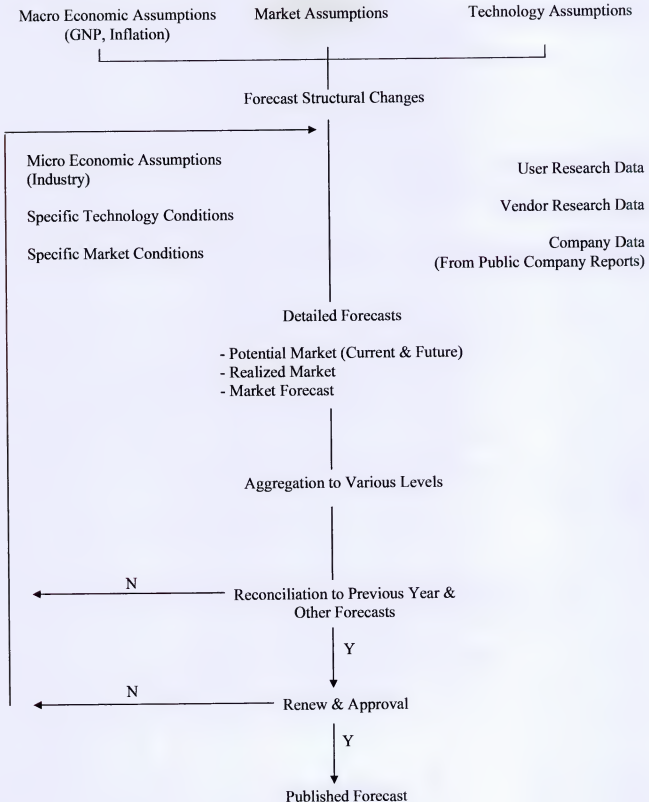 Macro Economic Assumptions
(GNP, Inflation)
Market Assumptions
Technology Assumptions
Forecast Structural Changes
Micro Economic Assumptions
(Industry)
Specific Technology Conditions
Specific Market Conditions
User Research Data
Vendor Research Data
Company Data
(From Public Company Reports)
Detailed Forecasts
- Potential Market (Current & Future)
- Realized Market
- Market Forecast
Aggregation to Various Levels
N
Reconciliation to Previous Year &
Other Forecasts
Y
N
Renew & Approval
Y
Published Forecast